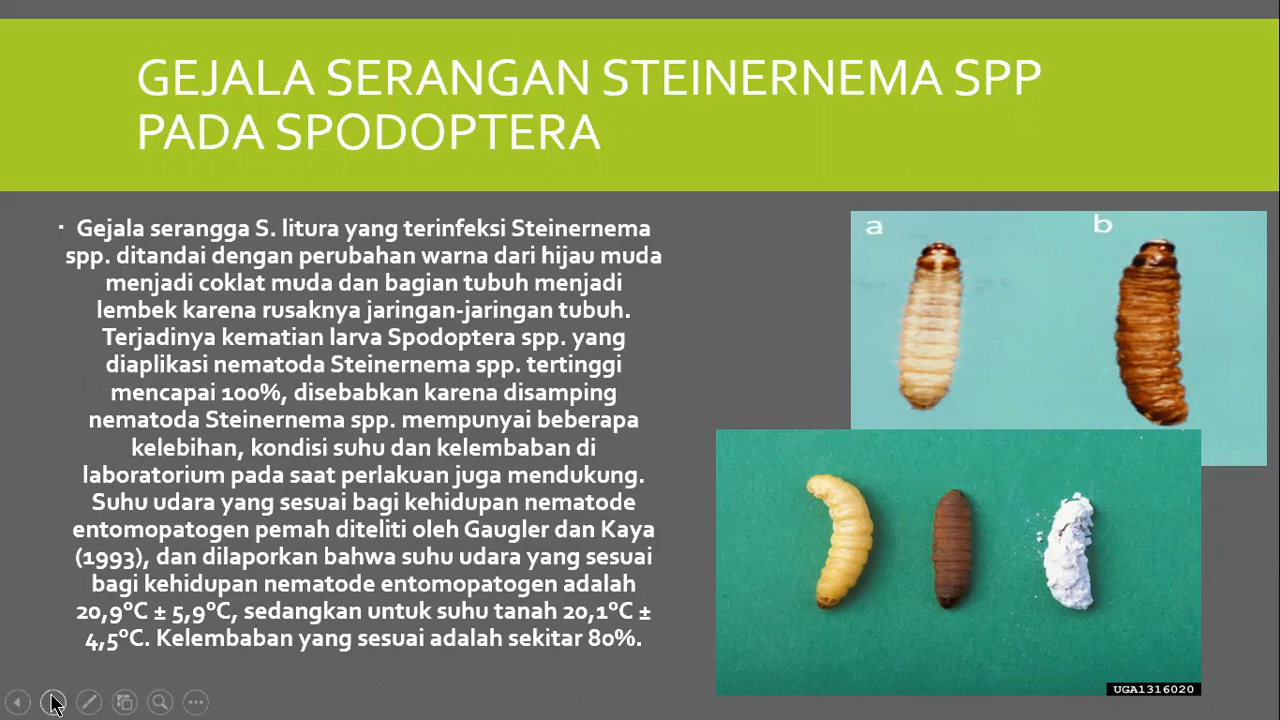 GEJALA SERANGAN STEINERNEMA SPP
PADA SPODOPTERA
· Gejala serangga S. litura yang terinfeksi Steinernema
spp. ditandai dengan perubahan warna dari hijau muda
menjadi coklat muda dan bagian tubuh menjadi
lembek karena rusaknya jaringan-jaringan tubuh.
Terjadinya kematian larva Spodoptera spp. yang
diaplikasi nematoda Steinernema spp. tertinggi
mencapai 100%, disebabkan karena disamping
nematoda Steinernema spp. mempunyai beberapa
kelebihan, kondisi suhu dan kelembaban di
laboratorium pada saat perlakuan juga mendukung.
Suhu udara yang sesuai bagi kehidupan nematode
entomopatogen pemah diteliti oleh Gaugler dan Kaya
(1993), dan dilaporkan bahwa suhu udara yang sesuai
bagi kehidupan nematode entomopatogen adalah
20,9ºC ± 5,9ºC, sedangkan untuk suhu tanah 20,1ºC ±
4,5ºC. Kelembaban yang sesuai adalah sekitar 80%.
a
b
UGA1316020